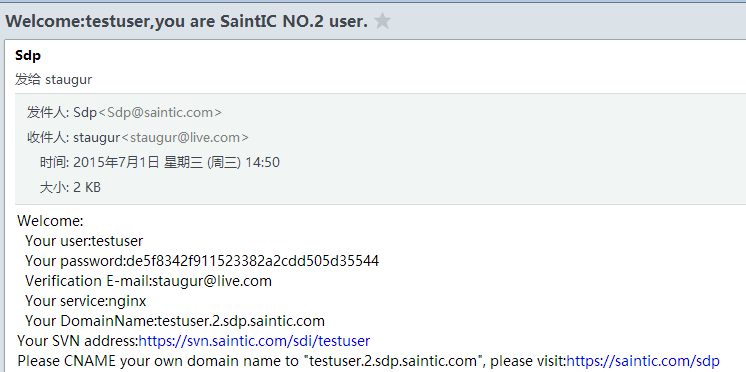 Welcome:testuser,you are SaintIC NO.2 user.
Sdp
发给 staugur
发件人: Sdp<Sdp@saintic.com>
收件人: staugur<staugur@live.com>
时间: 2015年7月1日 星期三 (周三) 14:50
大小: 2 KB
Welcome:
Your user:testuser
Your password:de5f8342f911523382a2cdd505d35544
Verification E-mail:staugur@live.com
Your service:nginx
Your DomainName:testuser.2.sdp.saintic.com
Your SVN address:https://svn.saintic.com/sdi/testuser
Please CNAME your own domain name to "testuser.2.sdp.saintic.com", please visit:https://saintic.com/sdp